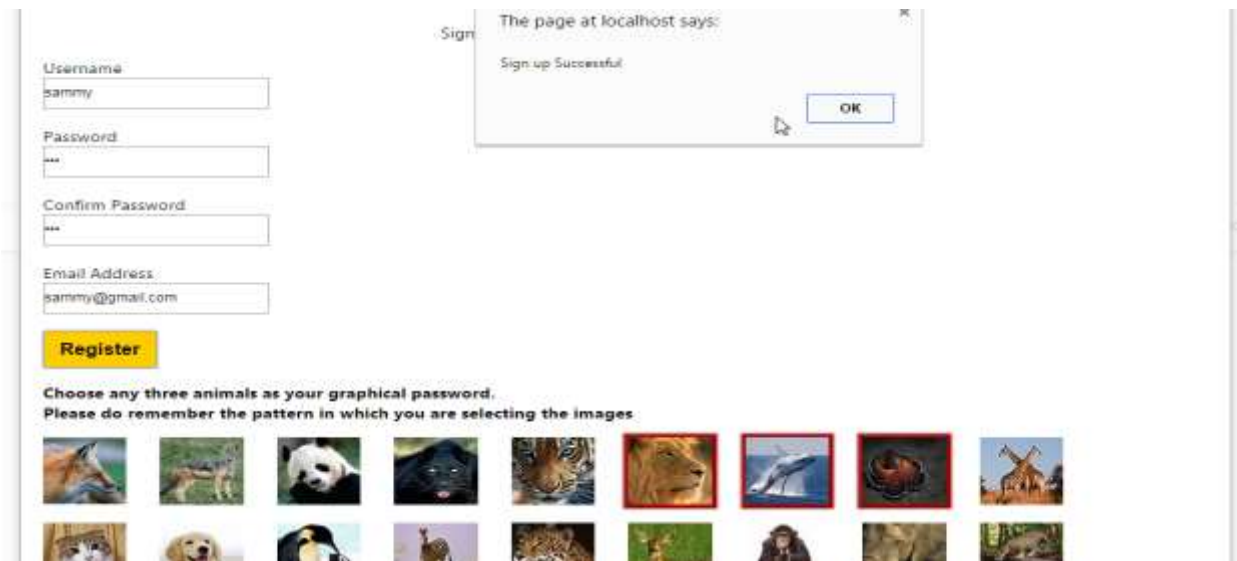 The page at localhost says:
Sign
Sign up Successful
Username
sammy
OK
Password
•••
Confirm Password
•••
Email Address
sammy@gmail.com
Register
Choose any three animals as your graphical password.
Please do remember the pattern in which you are selecting the images